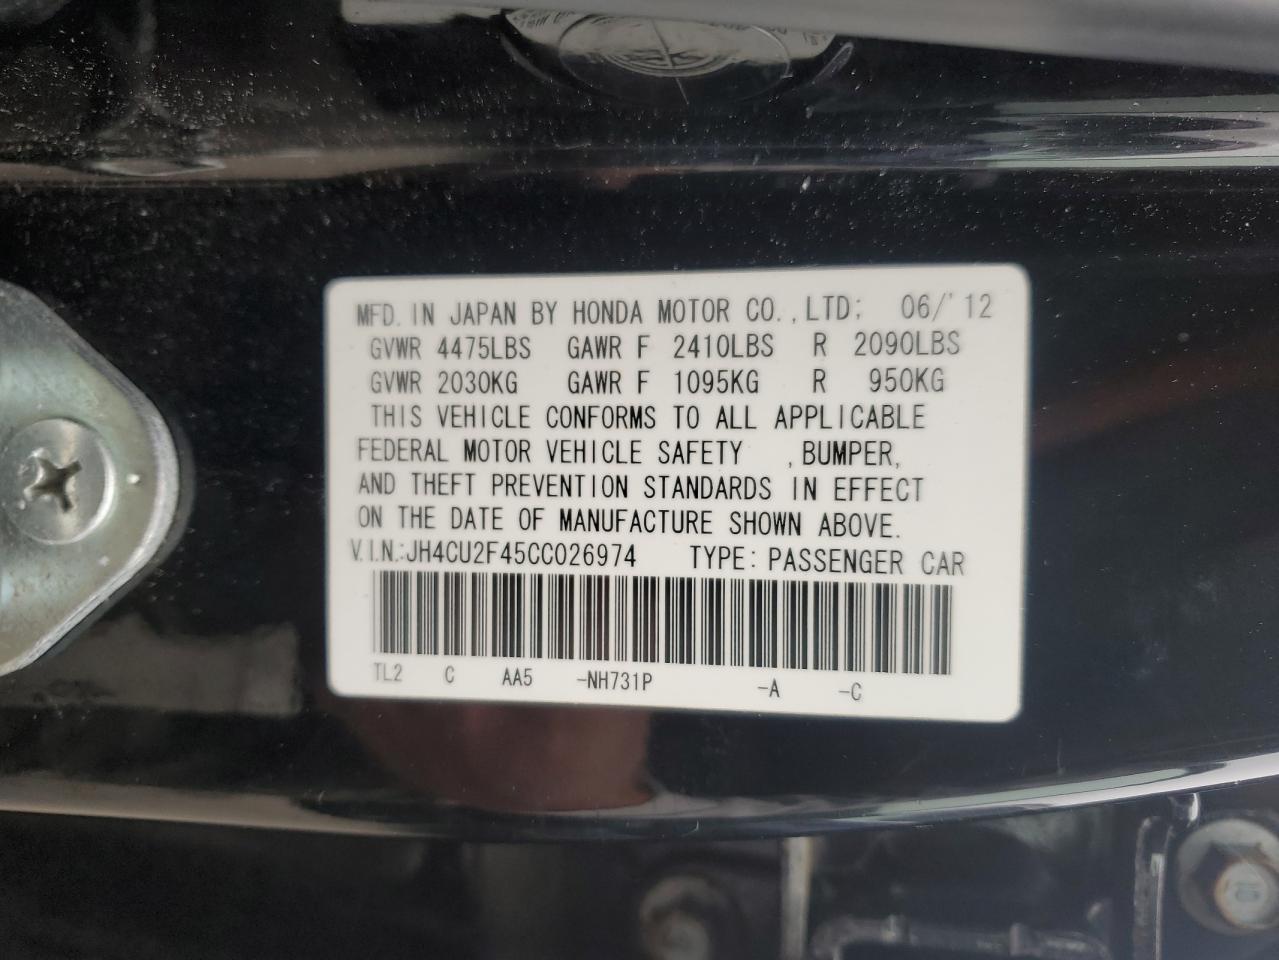 MFD. IN JAPAN BY HONDA MOTOR CO., LTD; 06/'12
GVWR 4475LBS GAWR F 2410LBS R 2090LBS
GVWR 2030KG GAWR F 1095KG R 950KG
THIS VEHICLE CONFORMS TO ALL APPLICABLE
FEDERAL MOTOR VEHICLE SAFETY , BUMPER,
AND THEFT PREVENTION STANDARDS IN EFFECT
ON THE DATE OF MANUFACTURE SHOWN ABOVE.
V.I.N.:JH4CU2F45CC026974 TYPE: PASSENGER CAR
TL2 C AA5 -NH731P -A -C